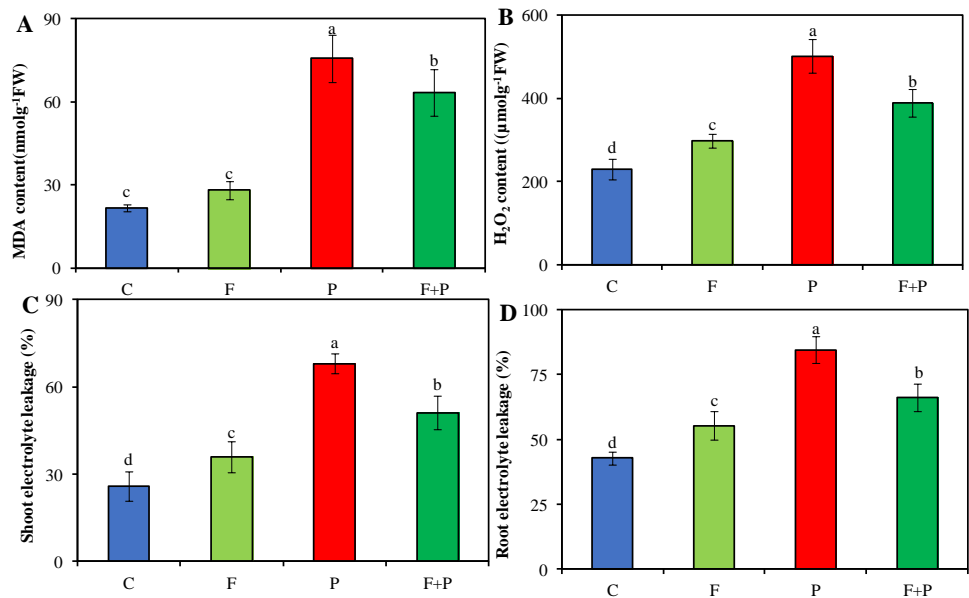 A
MDA content(nmolg⁻¹FW)
90
60
30
0
a
b
c
c
C F P F+P
B
H₂O₂ content ((µmolg⁻¹FW)
600
400
200
0
a
b
c
d
C F P F+P
C
Shoot electrolyte leakage (%)
90
60
30
0
a
b
c
d
C F P F+P
D
Root electrolyte leakage (%)
100
75
50
25
0
a
b
c
d
C F P F+P